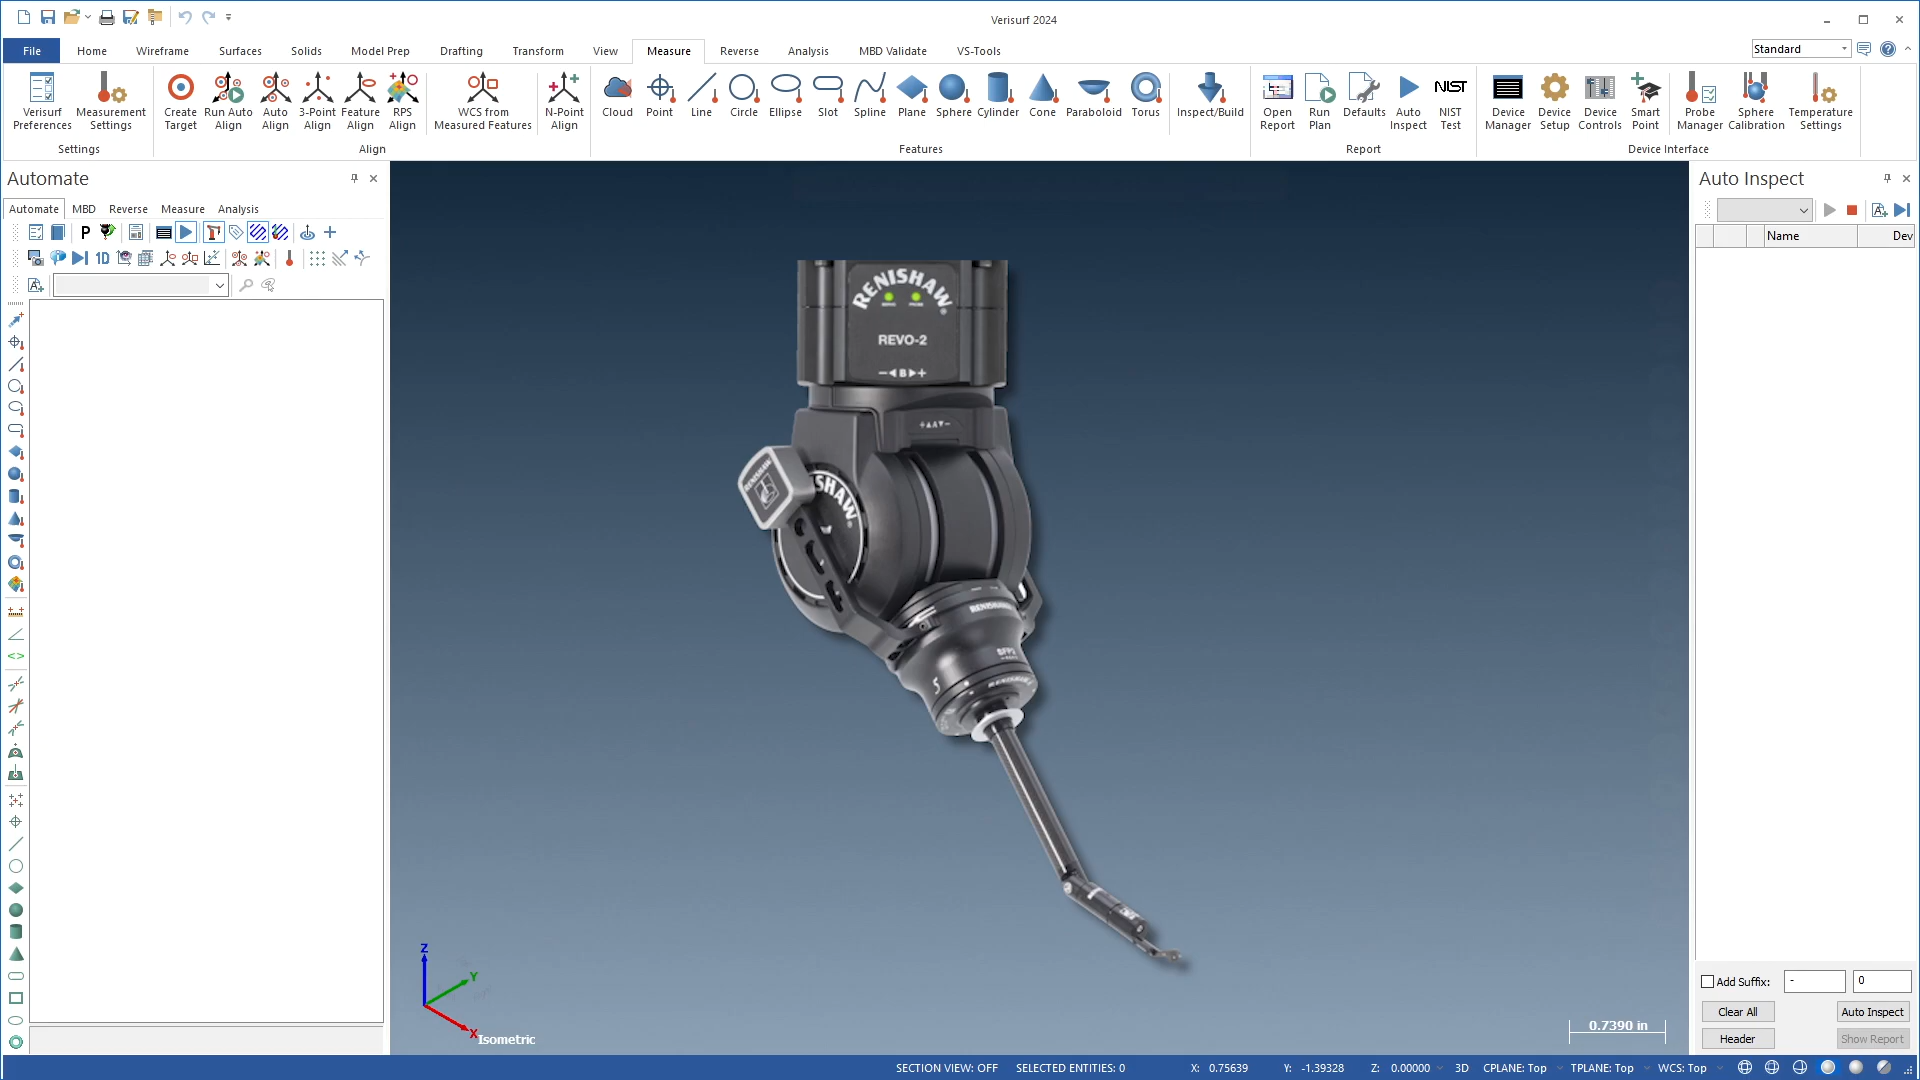 Verisurf 2024
File Home Wireframe Surfaces Solids Model Prep Drafting Transform View Measure Reverse Analysis MBD Validate VS-Tools Standard
Verisurf Preferences
Measurement Settings
Settings
Create Target
Run Auto Align
Auto Align
3-Point Align
Feature Align
RPS Align
WCS from Measured Features
N-Point Align
Align
Cloud Point Line Circle Ellipse Slot Spline Plane Sphere Cylinder Cone Paraboloid Torus Inspect/Build
Features
Open Report
Run Plan
Defaults
Auto Inspect
NIST
NIST Test
Report
Device Manager
Device Setup
Device Controls
Smart Point
Probe Manager
Sphere Calibration
Temperature Settings
Device Interface
Automate
Automate MBD Reverse Measure Analysis
P
1D
RENISHAW
REVO-2
B
RENISHAW
RENISHAW
5
Z
Y
X
Isometric
0.7390 in
Auto Inspect
Name Dev
Add Suffix: - 0
Clear All Auto Inspect
Header Show Report
SECTION VIEW: OFF SELECTED ENTITIES: 0 X: 0.75639 Y: -1.39328 Z: 0.00000 3D CPLANE: Top TPLANE: Top WCS: Top